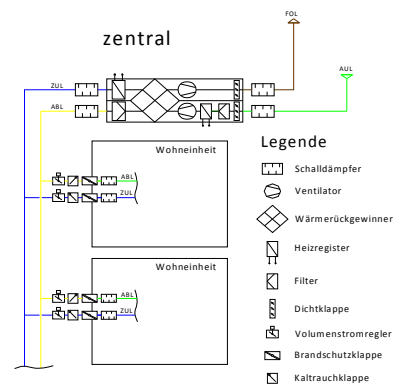 FOL
zentral
AUL
ZUL
ABL
Legende
Wohneinheit
Schalldämpfer
ABL
Ventilator
ZUL
Wärmerückgewinner
Heizregister
Wohneinheit
Filter
ABL
Dichtklappe
ZUL
Volumenstromregler
Brandschutzklappe
Kaltrauchklappe